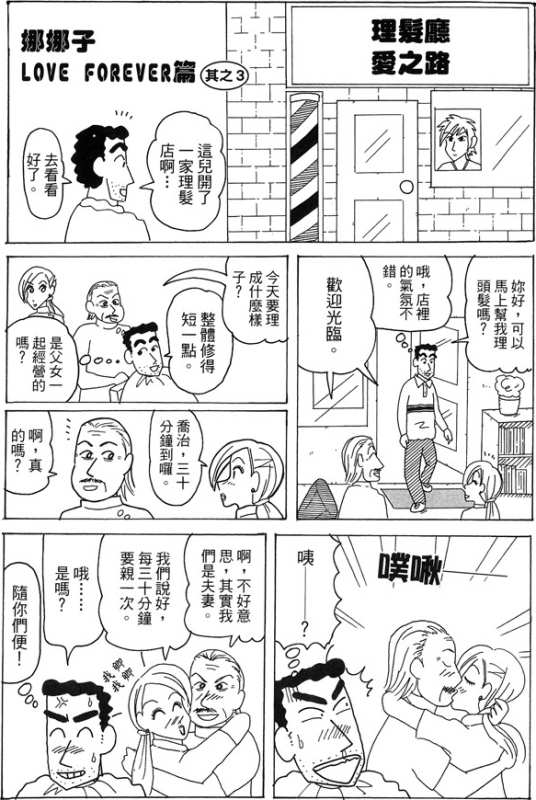 挪挪子
LOVE FOREVER篇
其之3
理髮廳
愛之路
這兒開了
一家理髮
店啊…
去看看
好了。
妳好，可以
馬上幫我理
頭髮嗎？
哦，店裡
的氣氛不
錯。
歡迎光臨。
今天要理
成什麼樣
子？
整體修得
短一點。
是父女一
起經營的
嗎？
喬治，三十
分鐘到囉。
啊，真
的嗎？
噗啾
咦
？
啊，不好意
思，其實我
們是夫妻。
我們說好，
每三十分鐘
要親一次。
我卿
我卿
哦……
是嗎？
隨你們便！